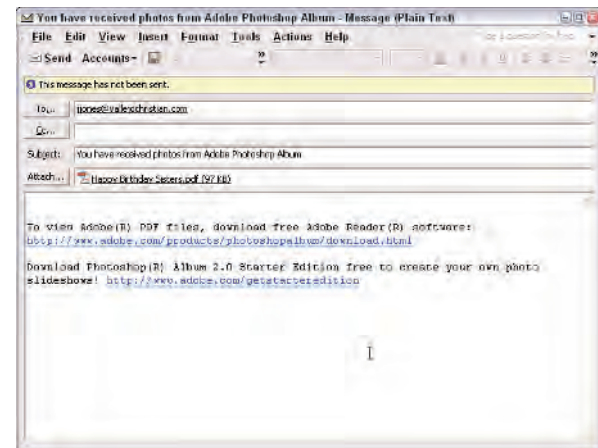 You have received photos from Adobe Photoshop Album - Message (Plain Text)
File Edit View Insert Format Tools Actions Help
Send Accounts
This message has not been sent.
To...
Cc...
Subject: You have received photos from Adobe Photoshop Album
Attach... Happy Birthday Sisters.pdf (97 KB)
To view Adobe(R) PDF files, download free Adobe Reader(R) software:
http://www.adobe.com/products/photoshopalbum/download.html
Download Photoshop(R) Album 2.0 Starter Edition free to create your own photo
slideshows! http://www.adobe.com/getstarteredition